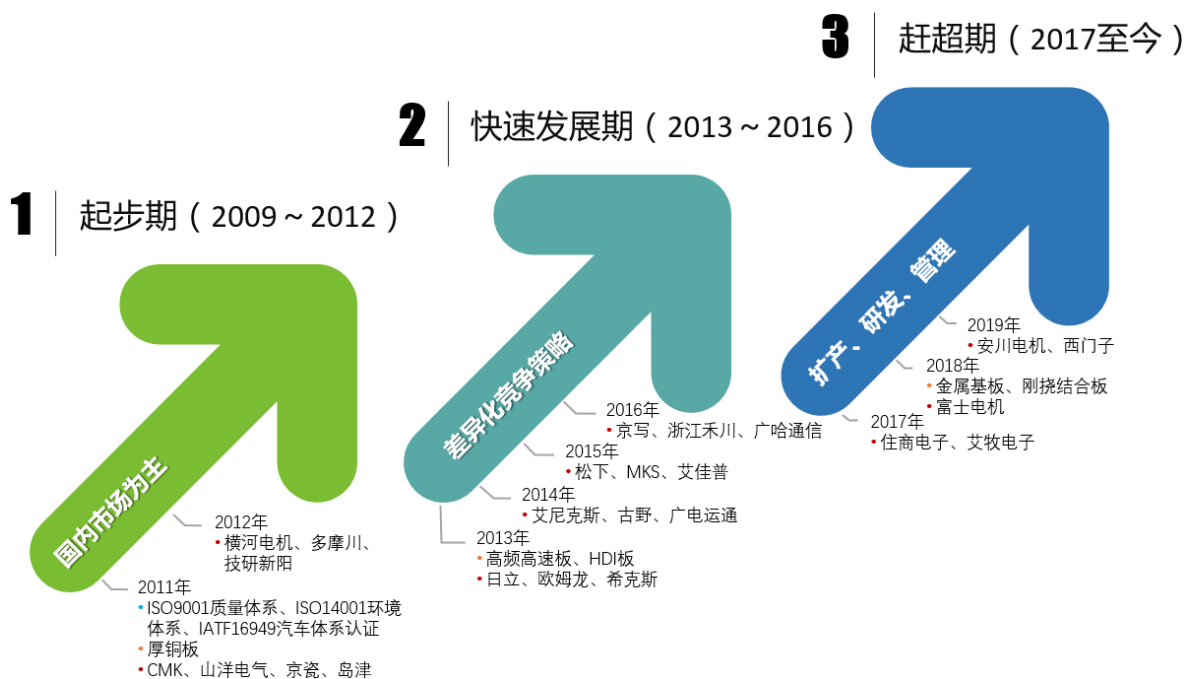 1
起步期（2009～2012）
国内市场为主
2012年
•横河电机、多摩川、
技研新阳
2011年
•ISO9001质量体系、ISO14001环境
体系、IATF16949汽车体系认证
•厚铜板
•CMK、山洋电气、京瓷、岛津
2
快速发展期（2013～2016）
差异化竞争策略
2016年
•京写、浙江禾川、广哈通信
2015年
•松下、MKS、艾佳普
2014年
•艾尼克斯、古野、广电运通
2013年
•高频高速板、HDI板
•日立、欧姆龙、希克斯
3
赶超期（2017至今）
扩产、研发、管理
2019年
•安川电机、西门子
2018年
•金属基板、刚挠结合板
•富士电机
2017年
•住商电子、艾牧电子